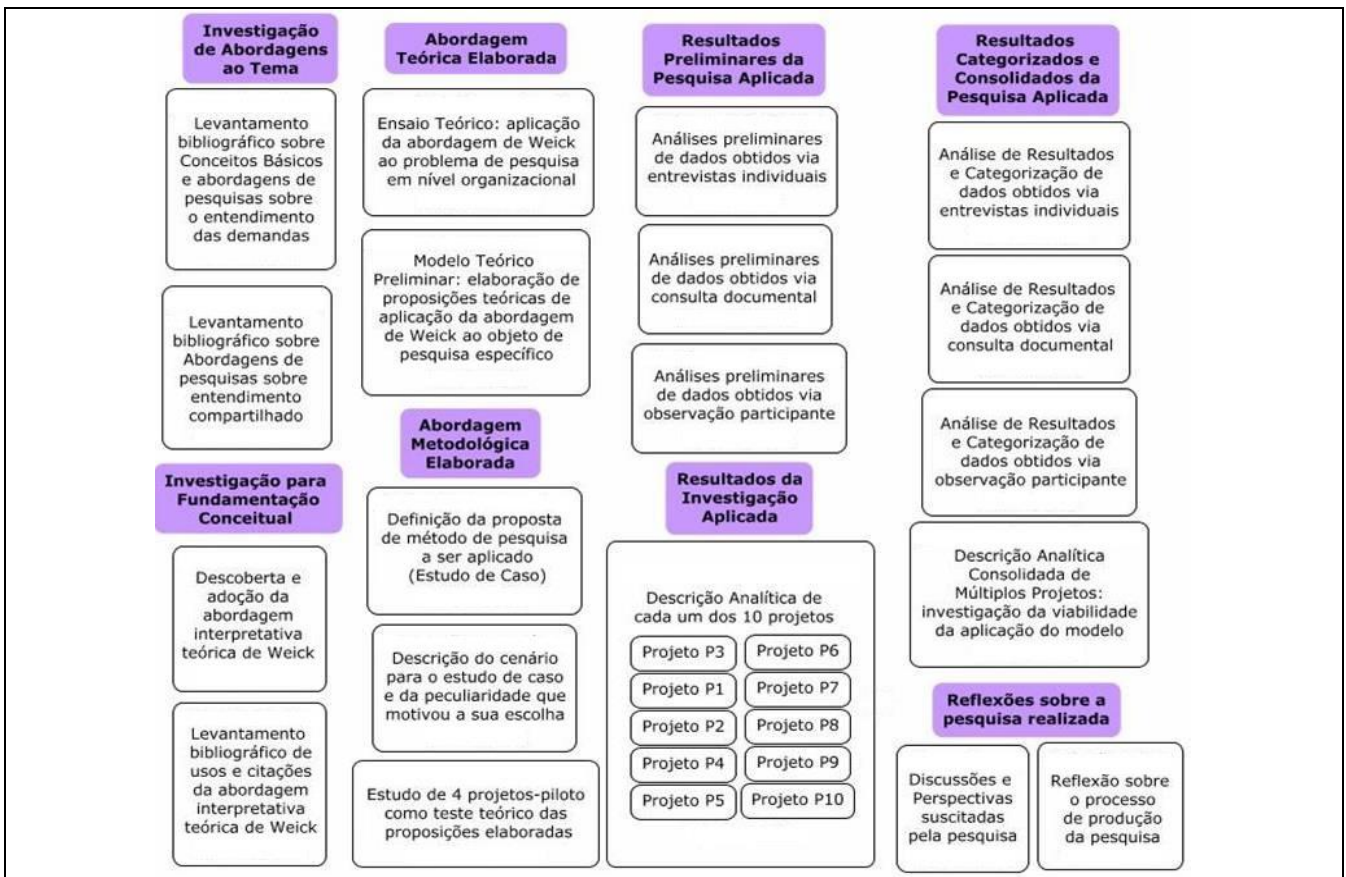 Investigação
de Abordagens
ao Tema
Levantamento
bibliográfico sobre
Conceitos Básicos
e abordagens de
pesquisas sobre
o entendimento
das demandas
Levantamento
bibliográfico sobre
Abordagens de
pesquisas sobre
entendimento
compartilhado
Investigação para
Fundamentação
Conceitual
Descoberta e
adoção da
abordagem
interpretativa
teórica de Weick
Levantamento
bibliográfico de
usos e citações
da abordagem
interpretativa
teórica de Weick
Abordagem
Teórica Elaborada
Ensaio Teórico: aplicação
da abordagem de Weick
ao problema de pesquisa
em nível organizacional
Modelo Teórico
Preliminar: elaboração de
proposições teóricas de
aplicação da abordagem
de Weick ao objeto de
pesquisa específico
Abordagem
Metodológica
Elaborada
Definição da proposta
de método de pesquisa
a ser aplicado
(Estudo de Caso)
Descrição do cenário
para o estudo de caso
e da peculiaridade que
motivou a sua escolha
Estudo de 4 projetos-piloto
como teste teórico das
proposições elaboradas
Resultados
Preliminares da
Pesquisa Aplicada
Análises preliminares
de dados obtidos via
entrevistas individuais
Análises preliminares
de dados obtidos via
consulta documental
Análises preliminares
de dados obtidos via
observação participante
Resultados da
Investigação
Aplicada
Descrição Analítica de
cada um dos 10 projetos
Projeto P3
Projeto P1
Projeto P2
Projeto P4
Projeto P5
Projeto P6
Projeto P7
Projeto P8
Projeto P9
Projeto P10
Resultados
Categorizados e
Consolidados da
Pesquisa Aplicada
Análise de Resultados
e Categorização de
dados obtidos via
entrevistas individuais
Análise de Resultados
e Categorização de
dados obtidos via
consulta documental
Análise de Resultados
e Categorização de
dados obtidos via
observação participante
Descrição Analítica
Consolidada de
Múltiplos Projetos:
investigação da viabilidade
da aplicação do modelo
Reflexões sobre a
pesquisa realizada
Discussões e
Perspectivas
suscitadas
pela pesquisa
Reflexão sobre
o processo
de produção
da pesquisa